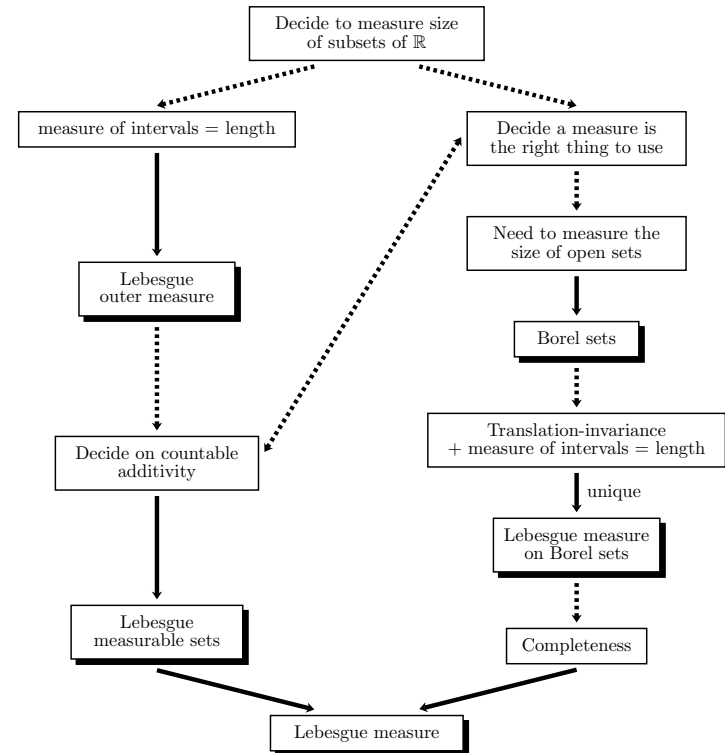 Decide to measure size
of subsets of ℝ
measure of intervals = length
Decide a measure is
the right thing to use
Need to measure the
size of open sets
Lebesgue
outer measure
Borel sets
Decide on countable
additivity
Translation-invariance
+ measure of intervals = length
unique
Lebesgue measure
on Borel sets
Lebesgue
measurable sets
Completeness
Lebesgue measure